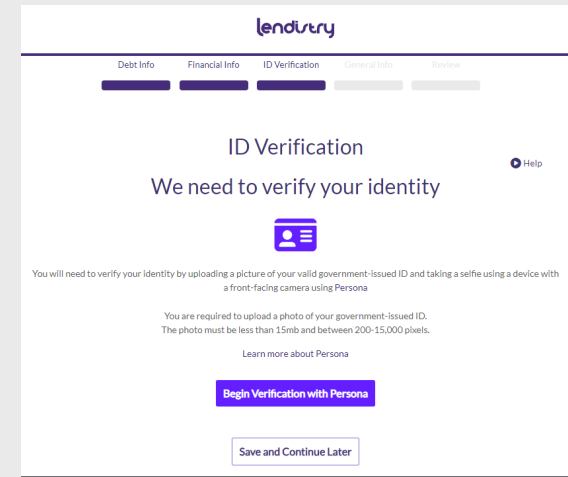 lendistry
Debt Info Financial Info ID Verification General Info Review
ID Verification
Help
We need to verify your identity
You will need to verify your identity by uploading a picture of your valid government-issued ID and taking a selfie using a device with
a front-facing camera using Persona
You are required to upload a photo of your government-issued ID.
The photo must be less than 15mb and between 200-15,000 pixels.
Learn more about Persona
Begin Verification with Persona
Save and Continue Later